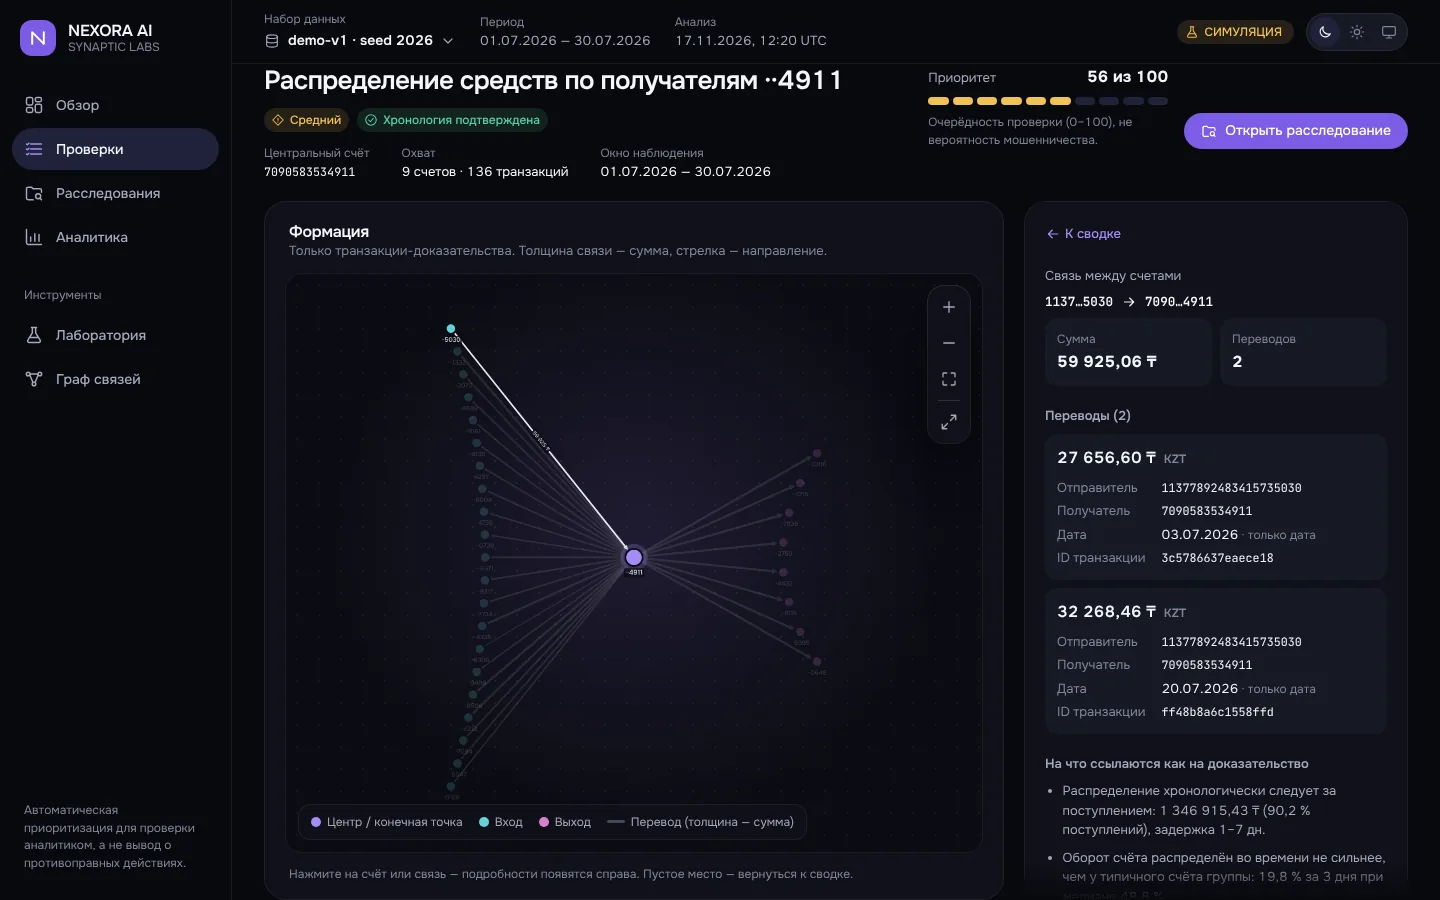 NEXORA AI
SYNAPTIC LABS
Обзор
Проверки
Расследования
Аналитика
Инструменты
Лаборатория
Граф связей
Автоматическая
приоритизация для проверки
аналитиком, а не вывод о
противоправных действиях.
Набор данных
demo-v1 · seed 2026
Период
01.07.2026 — 30.07.2026
Анализ
17.11.2026, 12:20 UTC
СИМУЛЯЦИЯ
Распределение средств по получателям ··4911
Средний
Хронология подтверждена
Центральный счёт
7090583534911
Охват
9 счетов · 136 транзакций
Окно наблюдения
01.07.2026 — 30.07.2026
Приоритет
56 из 100
Очерёдность проверки (0–100), не
вероятность мошенничества.
Открыть расследование
Формация
Только транзакции-доказательства. Толщина связи — сумма, стрелка — направление.
··5030
··4911
Центр / конечная точка
Вход
Выход
Перевод (толщина — сумма)
Нажмите на счёт или связь — подробности появятся справа. Пустое место — вернуться к сводке.
← К сводке
Связь между счетами
1137…5030 → 7090…4911
Сумма
59 925,06 ₸
Переводов
2
Переводы (2)
27 656,60 ₸ KZT
Отправитель 11377892483415735030
Получатель 7090583534911
Дата 03.07.2026 · только дата
ID транзакции 3c5786637eaece18
32 268,46 ₸ KZT
Отправитель 11377892483415735030
Получатель 7090583534911
Дата 20.07.2026 · только дата
ID транзакции ff48b8a6c1558ffd
На что ссылаются как на доказательство
• Распределение хронологически следует за
поступлением: 1 346 915,43 ₸ (90,2 %
поступлений), задержка 1–7 дн.
• Оборот счёта распределён во времени не сильнее,
чем у типичного счёта группы: 19,8 % за 3 дня при